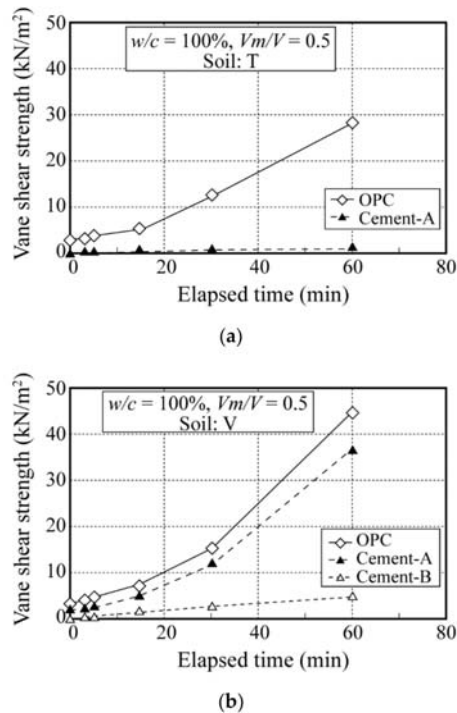 w/c = 100%, Vm/V = 0.5
Soil: T
Vane shear strength (kN/m²)
50
40
30
20
10
0
OPC
Cement-A
0 20 40 60 80
Elapsed time (min)
(a)
w/c = 100%, Vm/V = 0.5
Soil: V
Vane shear strength (kN/m²)
50
40
30
20
10
0
OPC
Cement-A
Cement-B
0 20 40 60 80
Elapsed time (min)
(b)